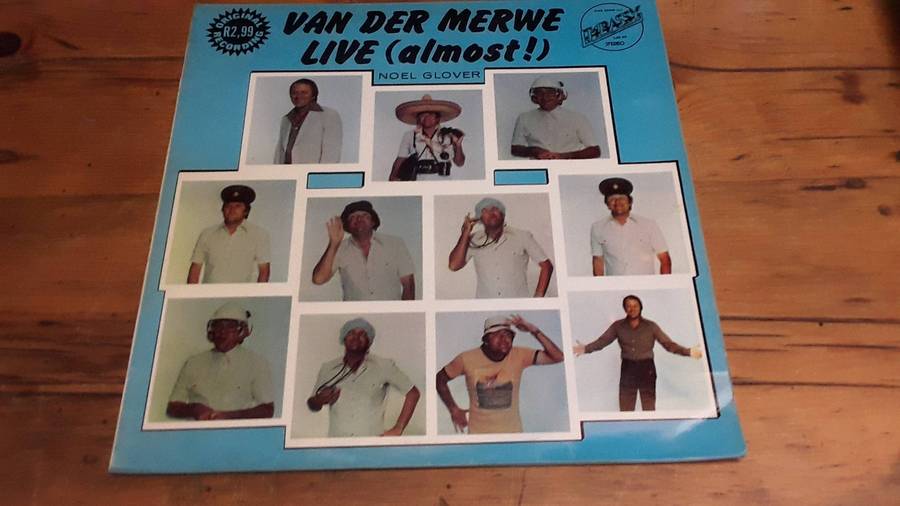 ORIGINAL
R2,99
RECORDING
VAN DER MERWE
LIVE (almost!)
NOEL GLOVER
STEREO